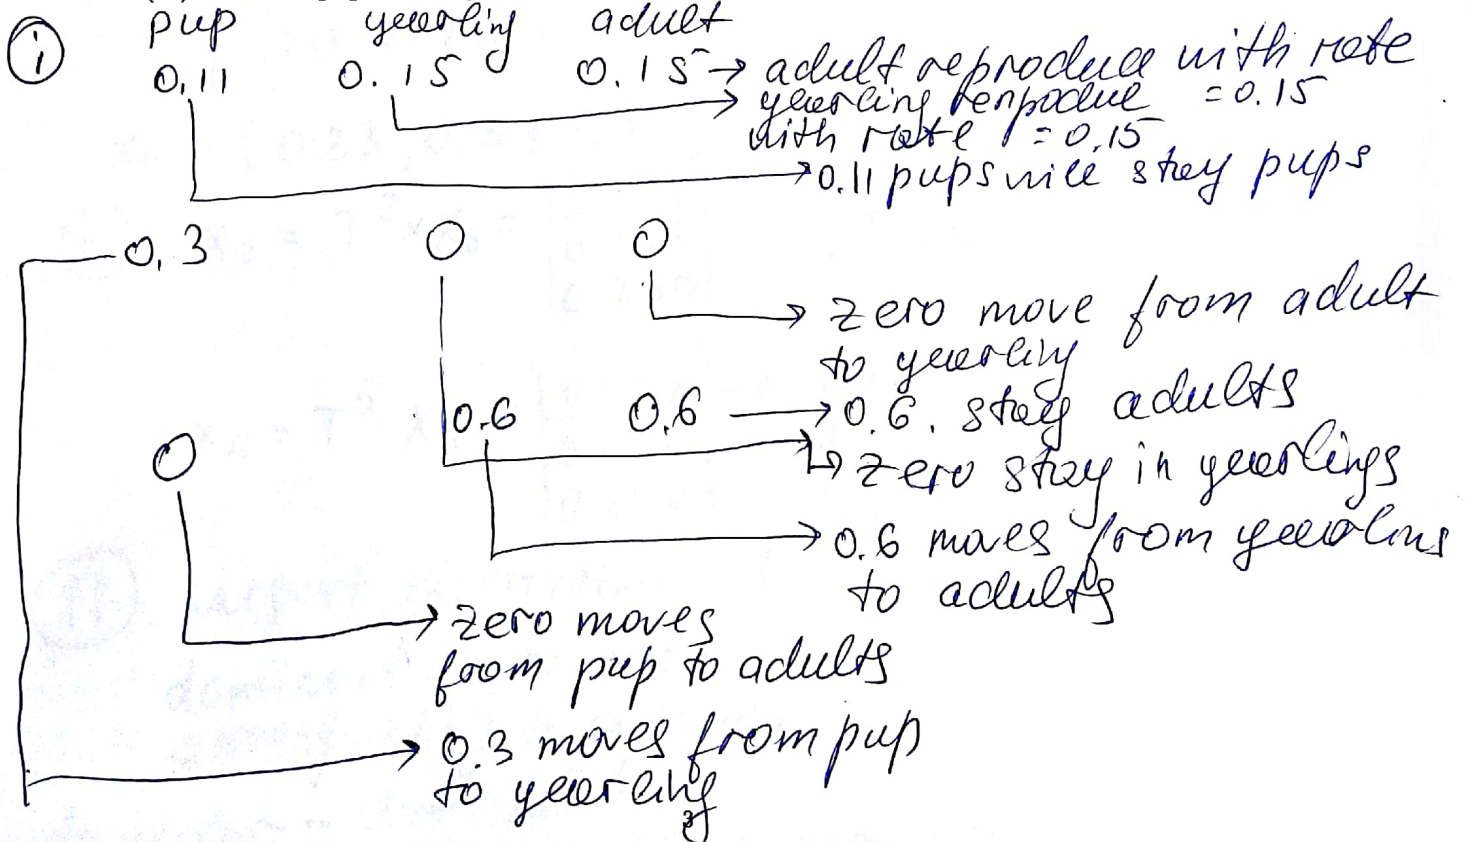 i pup yearling adult
0,11 0.15 0.15 → adult reproduce with rate
yearling renpodue = 0.15
with rate = 0,15
0.11 pups will stay pups
0,3 0 0
zero move from adult
to yearling
0.6 0,6 → 0.6. stay adults
0 zero stay in yearlings
0.6 moves from yearlins
to adults
zero moves
from pup to adults
0.3 moves from pup
to yearling